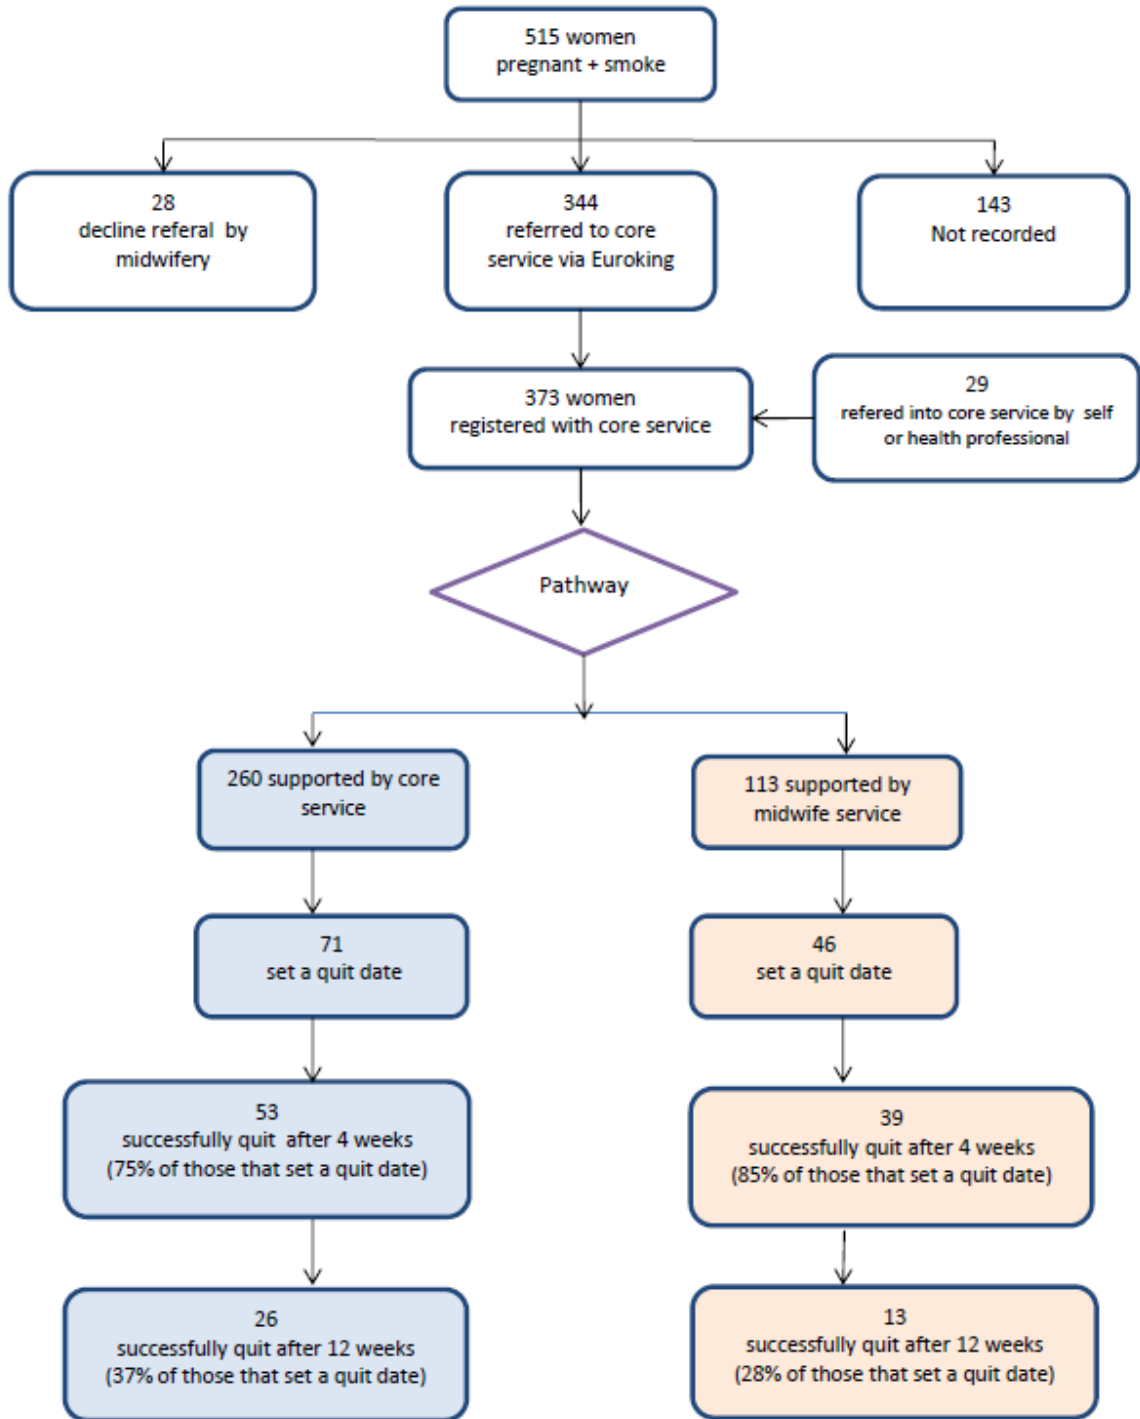 515 women
pregnant + smoke
28
decline referal by
midwifery
344
referred to core
service via Euroking
143
Not recorded
373 women
registered with core service
29
refered into core service by self
or health professional
Pathway
260 supported by core
service
113 supported by
midwife service
71
set a quit date
46
set a quit date
53
successfully quit after 4 weeks
(75% of those that set a quit date)
39
successfully quit after 4 weeks
(85% of those that set a quit date)
26
successfully quit after 12 weeks
(37% of those that set a quit date)
13
successfully quit after 12 weeks
(28% of those that set a quit date)